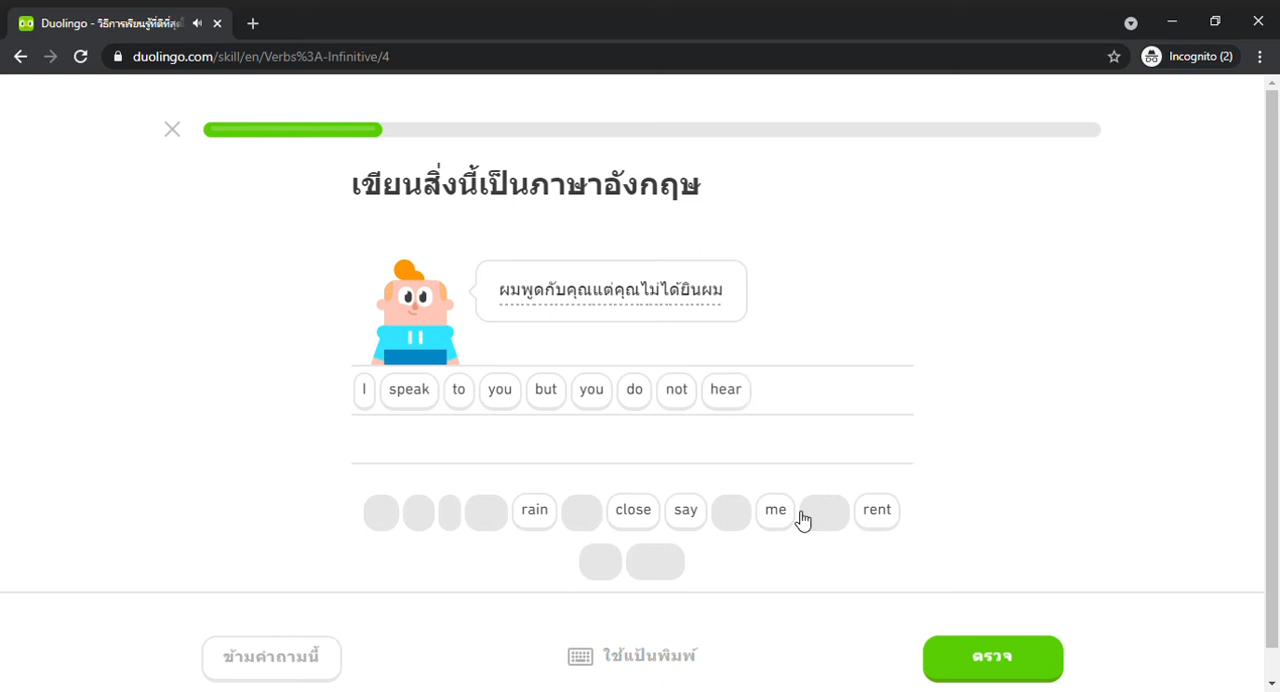 Duolingo - วิธีการเรียนรู้ที่ดีที่สุด
duolingo.com/skill/en/Verbs%3A-Infinitive/4
Incognito (2)
เขียนสิ่งนี้เป็นภาษาอังกฤษ
ผมพูดกับคุณแต่คุณไม่ได้ยินผม
I speak to you but you do not hear
rain close say me rent
ข้ามคำถามนี้ ใช้แป้นพิมพ์ ตรวจ